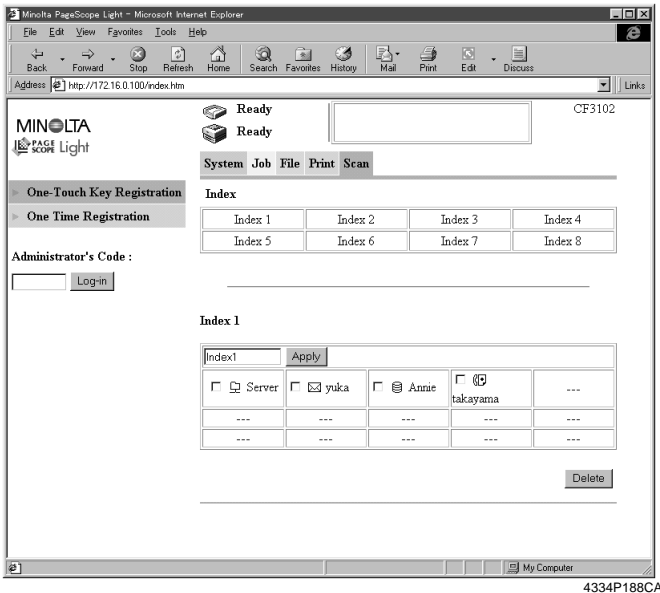 Minolta PageScope Light - Microsoft Internet Explorer
File Edit View Favorites Tools Help
Back Forward Stop Refresh Home Search Favorites History Mail Print Edit Discuss
Address http://172.16.0.100/index.htm Links
MINOLTA
PAGE SCOPE Light
Ready
Ready
CF3102
System Job File Print Scan
One-Touch Key Registration
One Time Registration
Administrator's Code :
Log-in
Index
Index 1 Index 2 Index 3 Index 4
Index 5 Index 6 Index 7 Index 8
Index 1
Index1 Apply
Server yuka Annie takayama ---
--- --- --- --- ---
--- --- --- --- ---
Delete
My Computer
4334P188CA